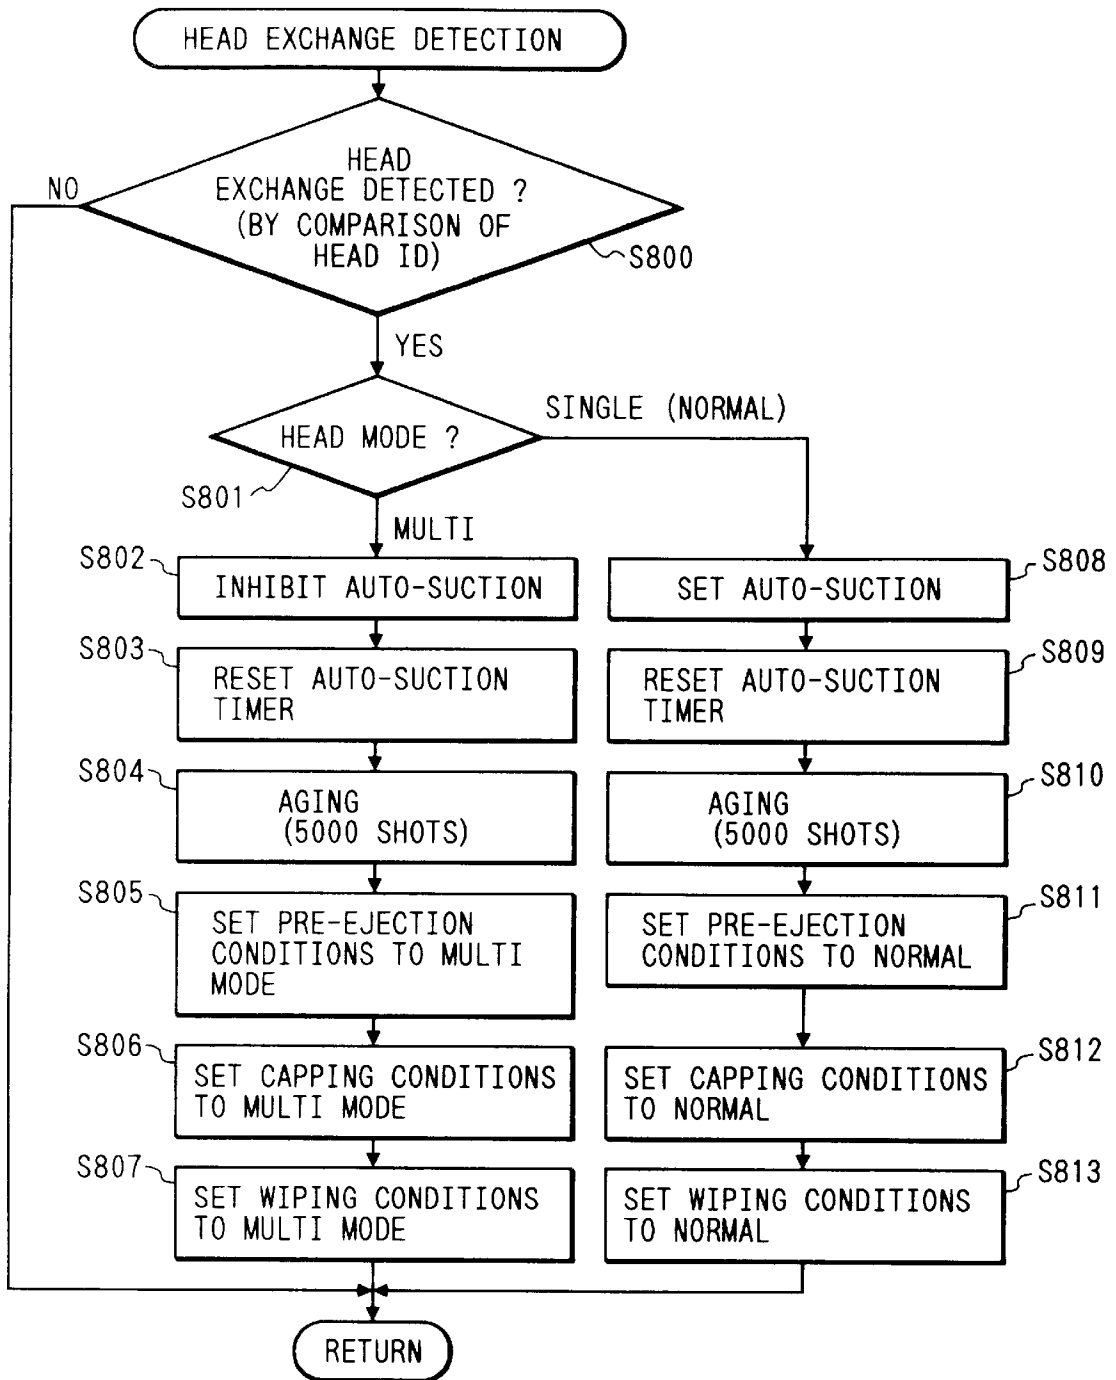 HEAD EXCHANGE DETECTION
HEAD
EXCHANGE DETECTED ?
(BY COMPARISON OF
HEAD ID)
NO
S800
YES
SINGLE (NORMAL)
HEAD MODE ?
S801
MULTI
S802
INHIBIT AUTO-SUCTION
S803
RESET AUTO-SUCTION
TIMER
S804
AGING
(5000 SHOTS)
S805
SET PRE-EJECTION
CONDITIONS TO MULTI
MODE
S806
SET CAPPING CONDITIONS
TO MULTI MODE
S807
SET WIPING CONDITIONS
TO MULTI MODE
S808
SET AUTO-SUCTION
S809
RESET AUTO-SUCTION
TIMER
S810
AGING
(5000 SHOTS)
S811
SET PRE-EJECTION
CONDITIONS TO NORMAL
S812
SET CAPPING CONDITIONS
TO NORMAL
S813
SET WIPING CONDITIONS
TO NORMAL
RETURN